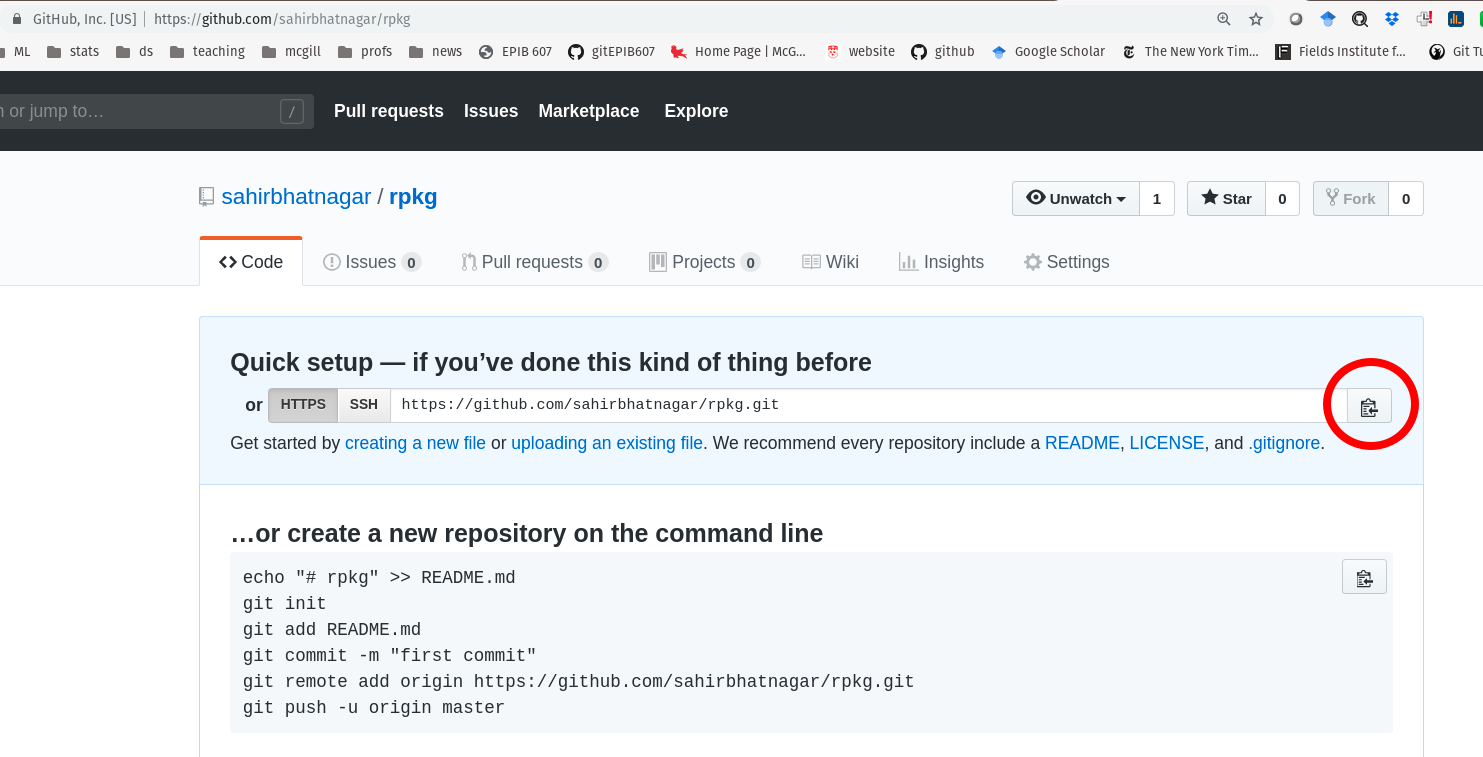 GitHub, Inc. [US] | https://github.com/sahirbhatnagar/rpkg
ML stats ds teaching mcgill profs news EPIB 607 gitEPIB607 Home Page | McG... website github Google Scholar The New York Tim... Fields Institute f... Git Tu
or jump to… /
Pull requests Issues Marketplace Explore
sahirbhatnagar / rpkg
Unwatch 1 Star 0 Fork 0
Code Issues 0 Pull requests 0 Projects 0 Wiki Insights Settings
Quick setup — if you’ve done this kind of thing before
or HTTPS SSH https://github.com/sahirbhatnagar/rpkg.git
Get started by creating a new file or uploading an existing file. We recommend every repository include a README, LICENSE, and .gitignore.
…or create a new repository on the command line
echo "# rpkg" >> README.md
git init
git add README.md
git commit -m "first commit"
git remote add origin https://github.com/sahirbhatnagar/rpkg.git
git push -u origin master